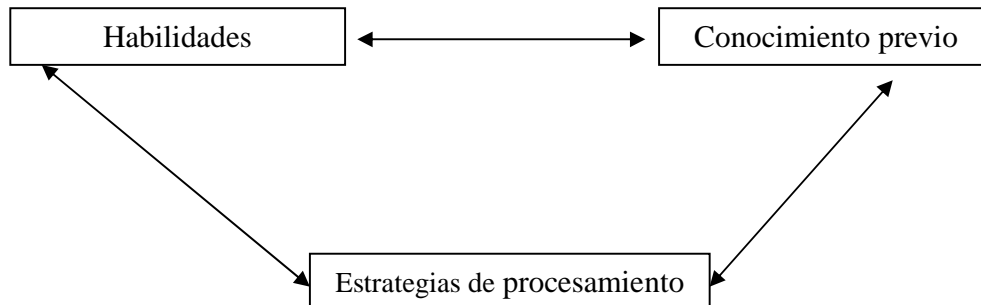 Habilidades
Conocimiento previo
Estrategias de procesamiento